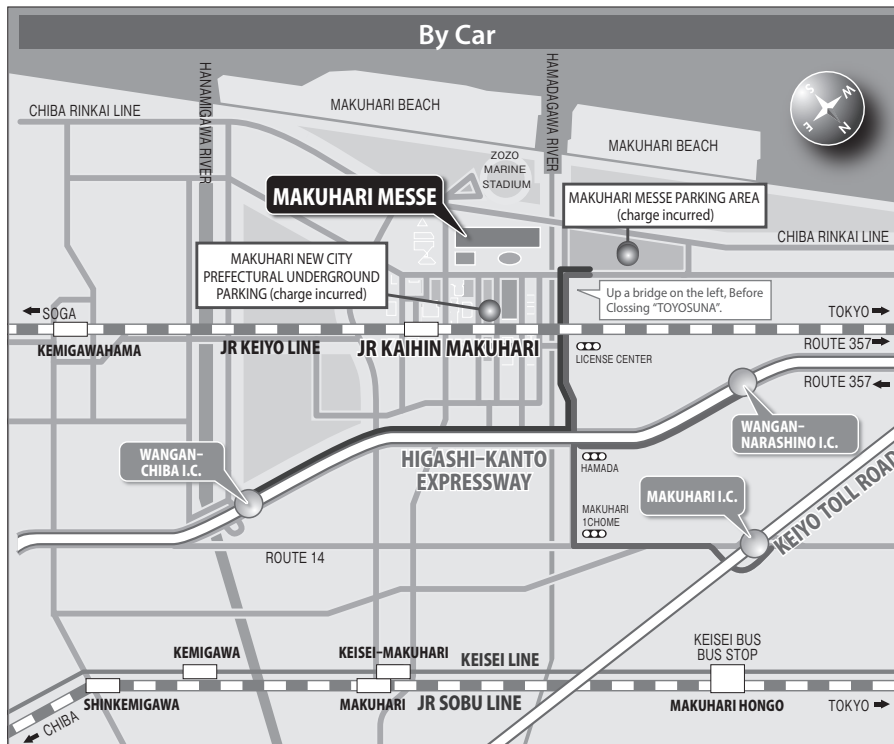 By Car
HANAMIGAWA RIVER
HAMADAGAWA RIVER
S
W
E
N
MAKUHARI BEACH
CHIBA RINKAI LINE
MAKUHARI BEACH
ZOZO
MARINE
STADIUM
MAKUHARI MESSE
MAKUHARI MESSE PARKING AREA
(charge incurred)
CHIBA RINKAI LINE
MAKUHARI NEW CITY
PREFECTURAL UNDERGROUND
PARKING (charge incurred)
Up a bridge on the left, Before
Clossing "TOYOSUNA".
SOGA
TOKYO
KEMIGAWAHAMA
JR KEIYO LINE
JR KAIHIN MAKUHARI
ROUTE 357
LICENSE CENTER
ROUTE 357
WANGAN-
NARASHINO I.C.
WANGAN-
CHIBA I.C.
HIGASHI-KANTO
EXPRESSWAY
HAMADA
MAKUHARI I.C.
KEIYO TOLL ROAD
MAKUHARI
1CHOME
ROUTE 14
KEISEI BUS
BUS STOP
KEMIGAWA
KEISEI-MAKUHARI
KEISEI LINE
SHINKEMIGAWA
MAKUHARI
JR SOBU LINE
MAKUHARI HONGO
TOKYO
CHIBA